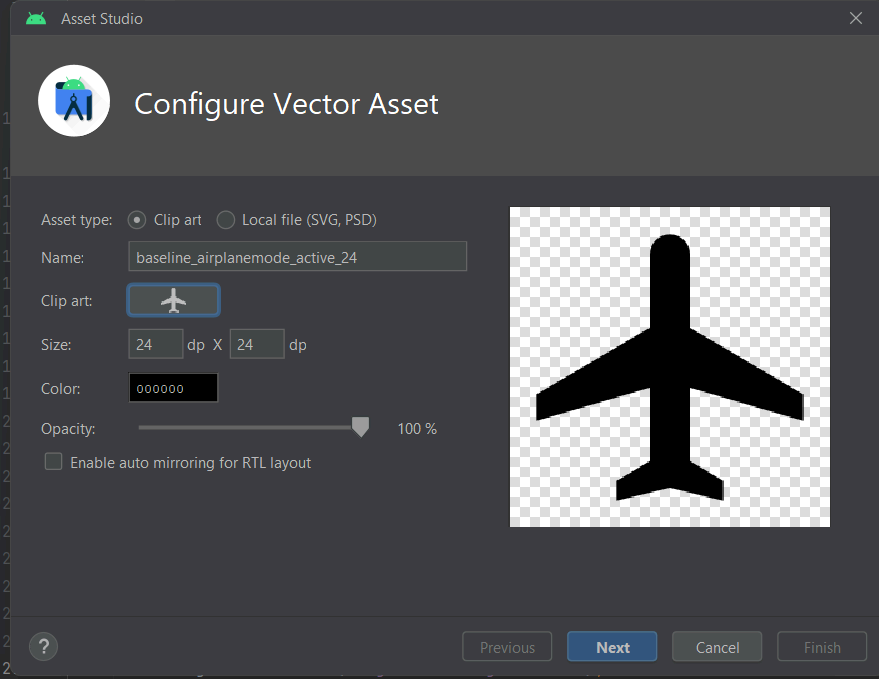 Asset Studio
Configure Vector Asset
Asset type: Clip art Local file (SVG, PSD)
Name: baseline_airplanemode_active_24
Clip art:
Size: 24 dp X 24 dp
Color: 000000
Opacity: 100 %
Enable auto mirroring for RTL layout
? Previous Next Cancel Finish